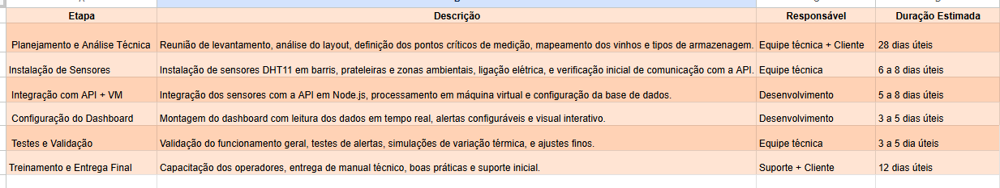 Etapa Descrição Responsável Duração Estimada
Planejamento e Análise Técnica Reunião de levantamento, análise do layout, definição dos pontos críticos de medição, mapeamento dos vinhos e tipos de armazenagem. Equipe técnica + Cliente 28 dias úteis
Instalação de Sensores Instalação de sensores DHT11 em barris, prateleiras e zonas ambientais, ligação elétrica, e verificação inicial de comunicação com a API. Equipe técnica 6 a 8 dias úteis
Integração com API + VM Integração dos sensores com a API em Node.js, processamento em máquina virtual e configuração da base de dados. Desenvolvimento 5 a 8 dias úteis
Configuração do Dashboard Montagem do dashboard com leitura dos dados em tempo real, alertas configuráveis e visual interativo. Desenvolvimento 3 a 5 dias úteis
Testes e Validação Validação do funcionamento geral, testes de alertas, simulações de variação térmica, e ajustes finos. Equipe técnica 3 a 5 dia úteis
Treinamento e Entrega Final Capacitação dos operadores, entrega de manual técnico, boas práticas e suporte inicial. Suporte + Cliente 12 dias úteis